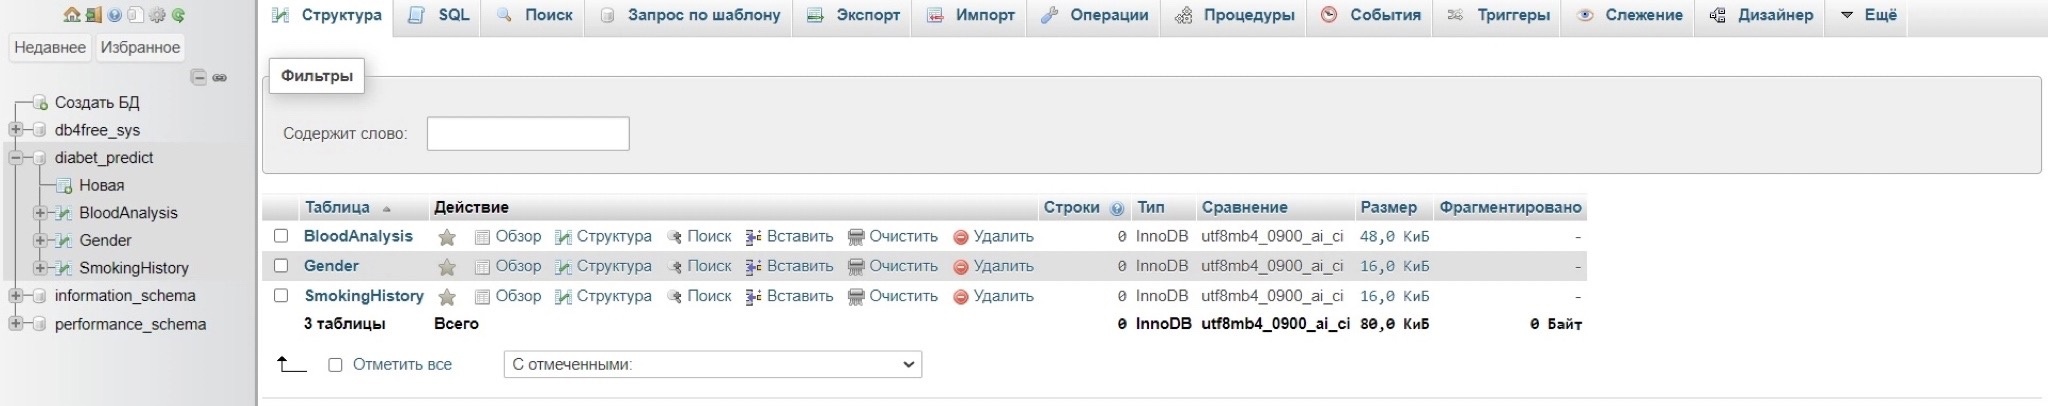 Структура SQL Поиск Запрос по шаблону Экспорт Импорт Операции Процедуры События Триггеры Слежение Дизайнер Ещё
Недавнее Избранное
Создать БД
db4free_sys
diabet_predict
Новая
BloodAnalysis
Gender
SmokingHistory
information_schema
performance_schema
Фильтры
Содержит слово:
Таблица Действие Строки Тип Сравнение Размер Фрагментировано
BloodAnalysis Обзор Структура Поиск Вставить Очистить Удалить 0 InnoDB utf8mb4_0900_ai_ci 48,0 КиБ -
Gender Обзор Структура Поиск Вставить Очистить Удалить 0 InnoDB utf8mb4_0900_ai_ci 16,0 КиБ -
SmokingHistory Обзор Структура Поиск Вставить Очистить Удалить 0 InnoDB utf8mb4_0900_ai_ci 16,0 КиБ -
3 таблицы Всего 0 InnoDB utf8mb4_0900_ai_ci 80,0 КиБ 0 Байт
Отметить все С отмеченными: